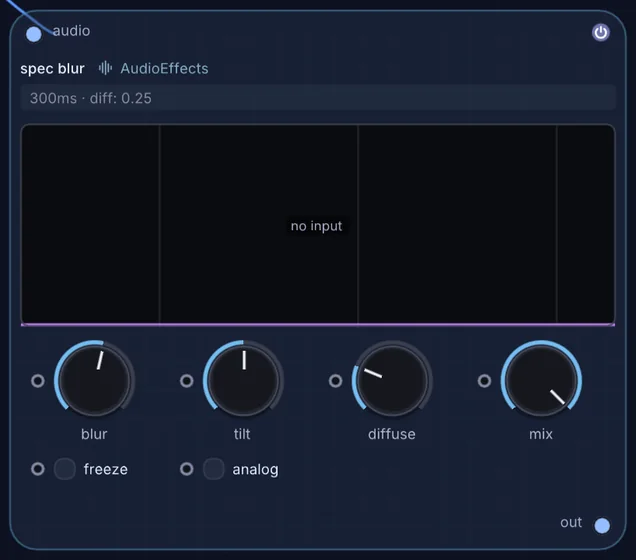 audio
spec blur AudioEffects
300ms · diff: 0.25
no input
blur tilt diffuse mix
freeze analog
out